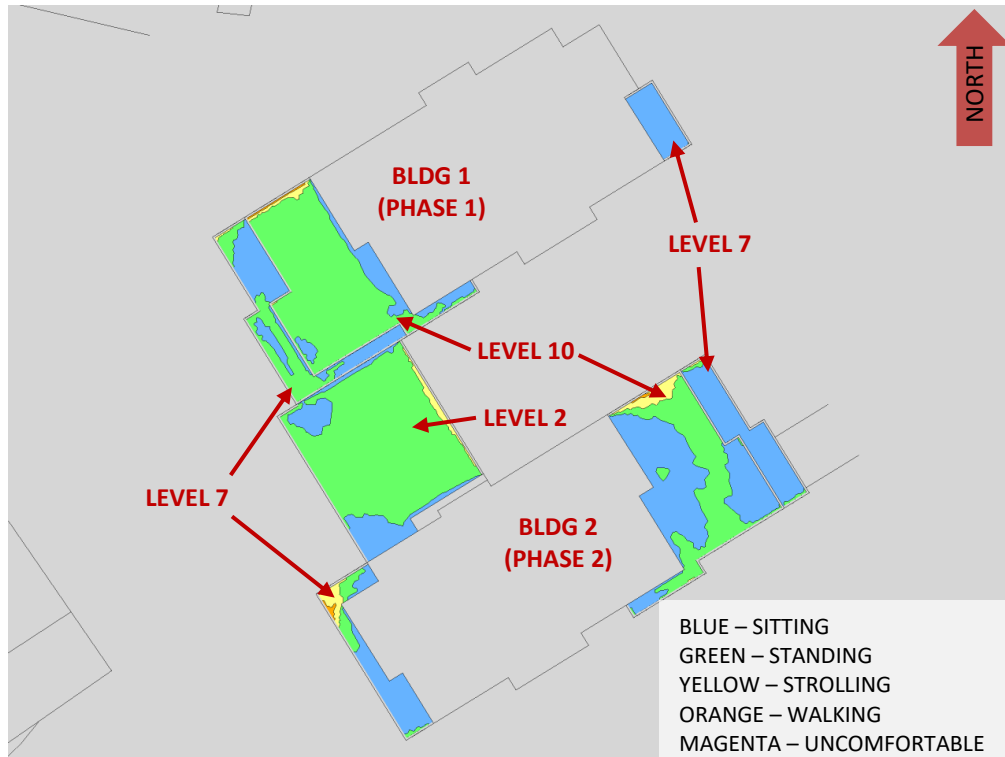 NORTH
BLDG 1
(PHASE 1)
LEVEL 7
LEVEL 10
LEVEL 2
LEVEL 7
BLDG 2
(PHASE 2)
BLUE – SITTING
GREEN – STANDING
YELLOW – STROLLING
ORANGE – WALKING
MAGENTA – UNCOMFORTABLE